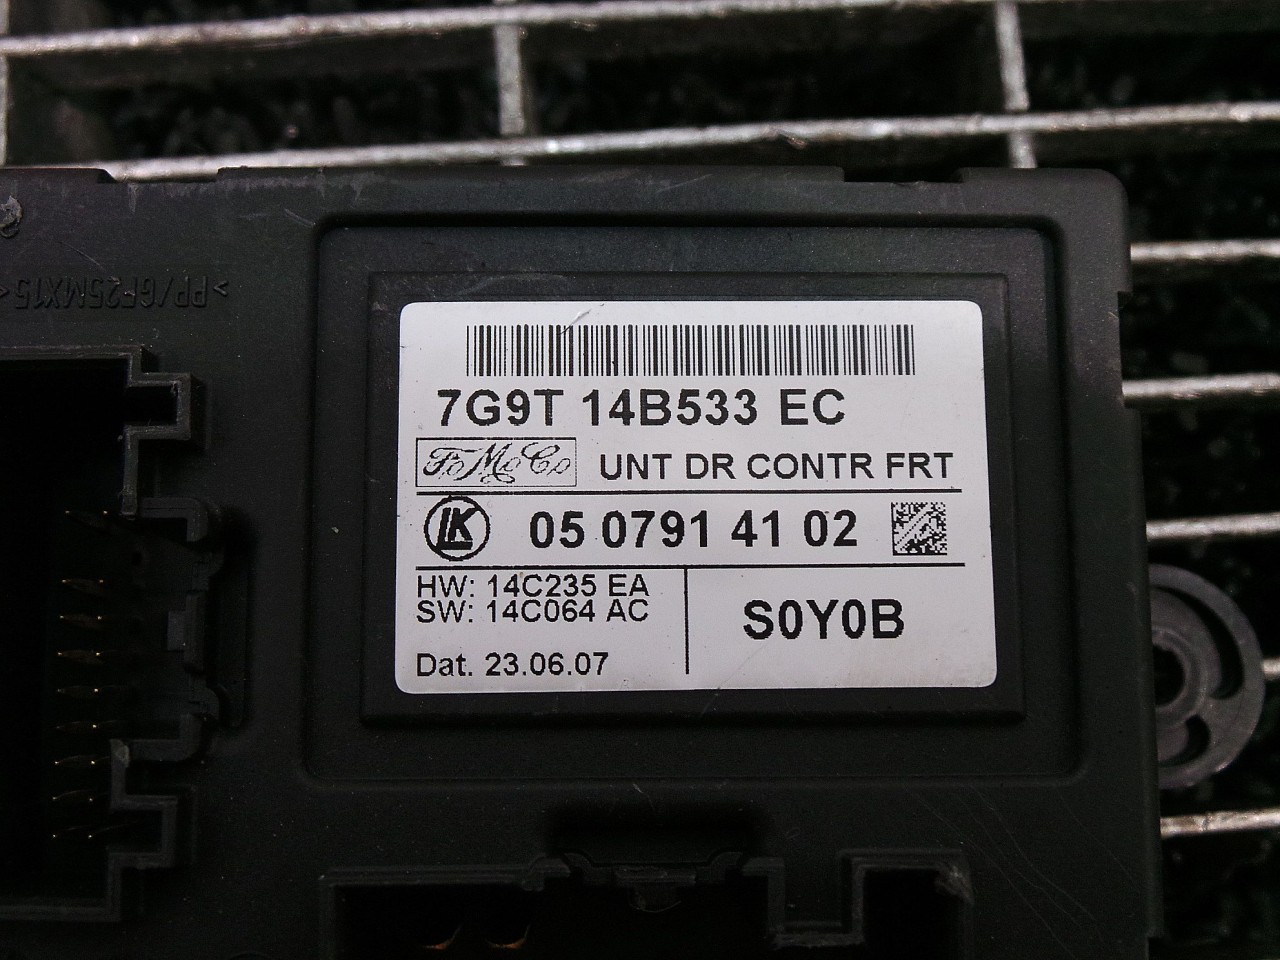 >PP/GF25MX15<
7G9T 14B533 EC
FoMoCo UNT DR CONTR FRT
LK 05 0791 41 02
HW: 14C235 EA
SW: 14C064 AC
S0Y0B
Dat. 23.06.07